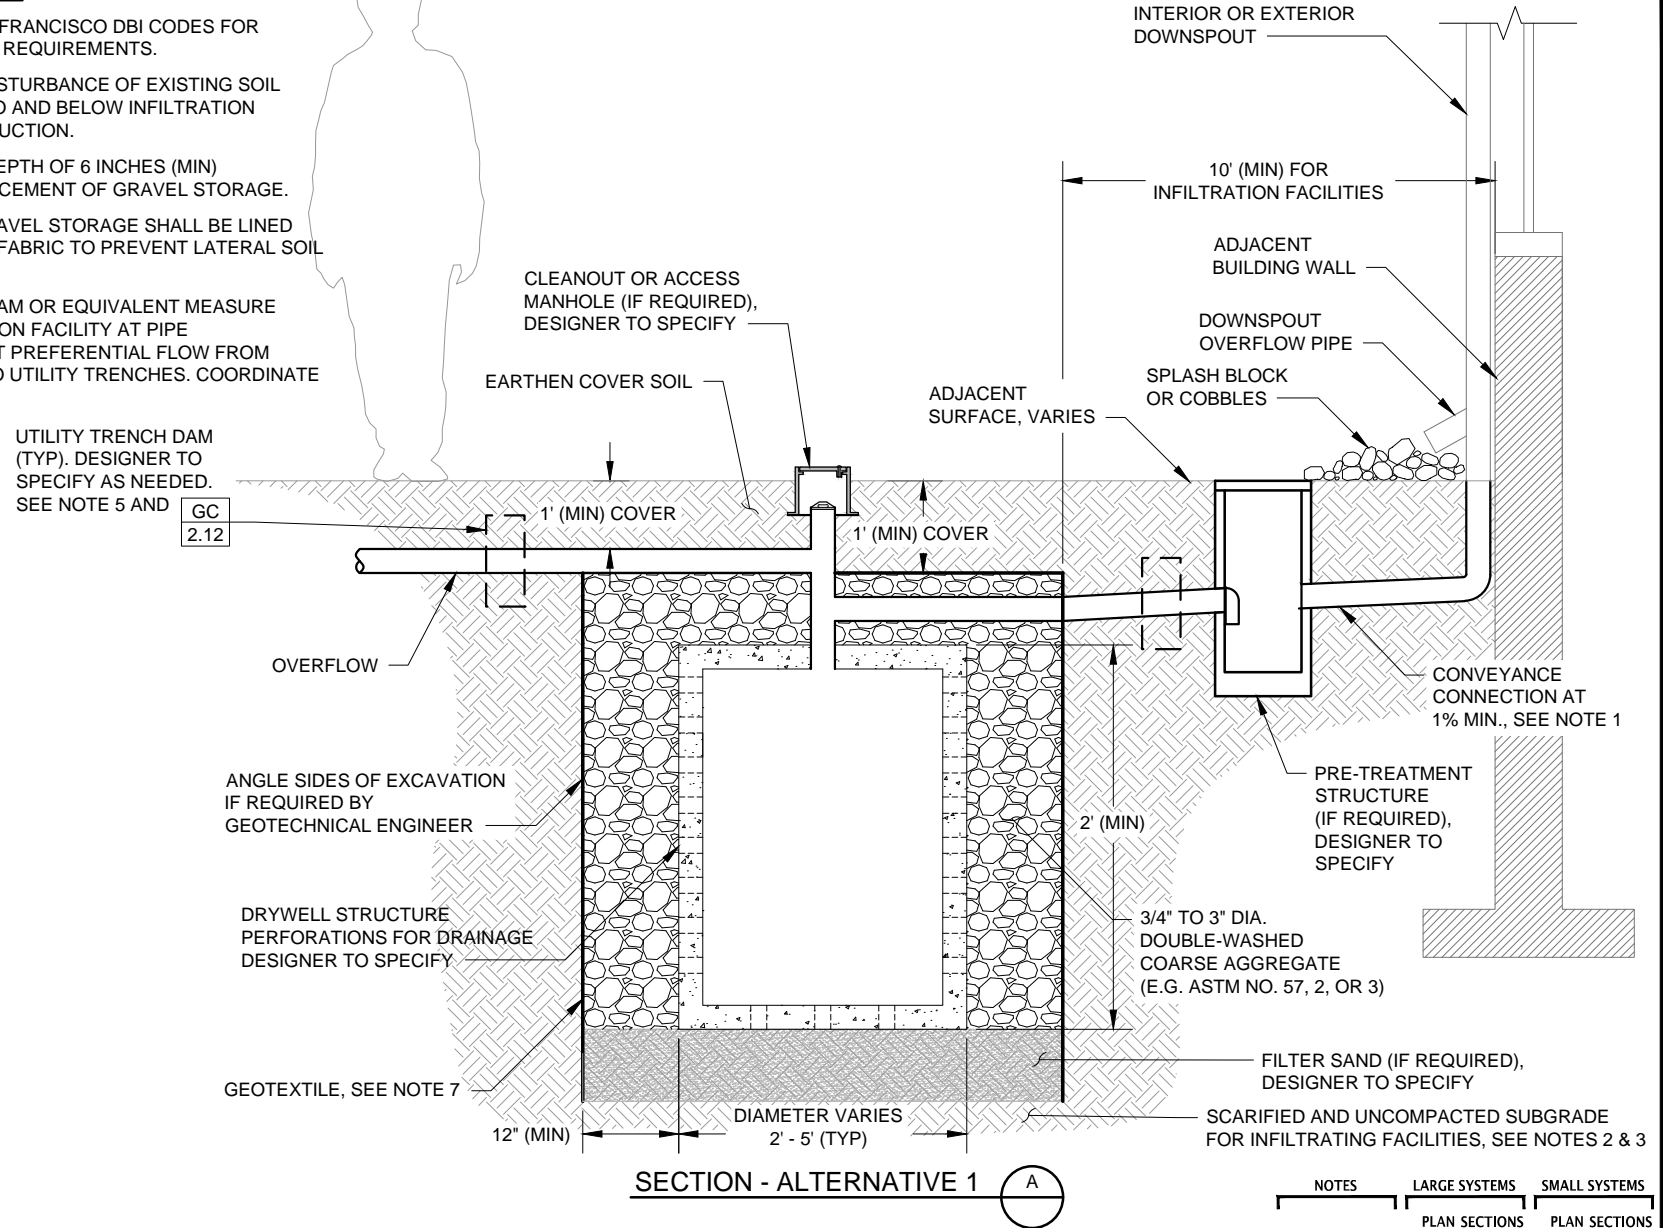 FRANCISCO DBI CODES FOR
REQUIREMENTS.
STURBANCE OF EXISTING SOIL
AND BELOW INFILTRATION
UCTION.
EPTH OF 6 INCHES (MIN)
CEMENT OF GRAVEL STORAGE.
AVEL STORAGE SHALL BE LINED
FABRIC TO PREVENT LATERAL SOIL
AM OR EQUIVALENT MEASURE
ON FACILITY AT PIPE
T PREFERENTIAL FLOW FROM
UTILITY TRENCHES. COORDINATE
UTILITY TRENCH DAM
(TYP). DESIGNER TO
SPECIFY AS NEEDED.
SEE NOTE 5 AND
GC
2.12
CLEANOUT OR ACCESS
MANHOLE (IF REQUIRED),
DESIGNER TO SPECIFY
EARTHEN COVER SOIL
1' (MIN) COVER
1' (MIN) COVER
INTERIOR OR EXTERIOR
DOWNSPOUT
10' (MIN) FOR
INFILTRATION FACILITIES
ADJACENT
BUILDING WALL
DOWNSPOUT
OVERFLOW PIPE
SPLASH BLOCK
OR COBBLES
ADJACENT
SURFACE, VARIES
OVERFLOW
CONVEYANCE
CONNECTION AT
1% MIN., SEE NOTE 1
ANGLE SIDES OF EXCAVATION
IF REQUIRED BY
GEOTECHNICAL ENGINEER
2' (MIN)
PRE-TREATMENT
STRUCTURE
(IF REQUIRED),
DESIGNER TO
SPECIFY
DRYWELL STRUCTURE
PERFORATIONS FOR DRAINAGE
DESIGNER TO SPECIFY
3/4" TO 3" DIA.
DOUBLE-WASHED
COARSE AGGREGATE
(E.G. ASTM NO. 57, 2, OR 3)
GEOTEXTILE, SEE NOTE 7
FILTER SAND (IF REQUIRED),
DESIGNER TO SPECIFY
12" (MIN)
DIAMETER VARIES
2' - 5' (TYP)
SCARIFIED AND UNCOMPACTED SUBGRADE
FOR INFILTRATING FACILITIES, SEE NOTES 2 & 3
SECTION - ALTERNATIVE 1
A
NOTES
LARGE SYSTEMS
SMALL SYSTEMS
PLAN SECTIONS
PLAN SECTIONS